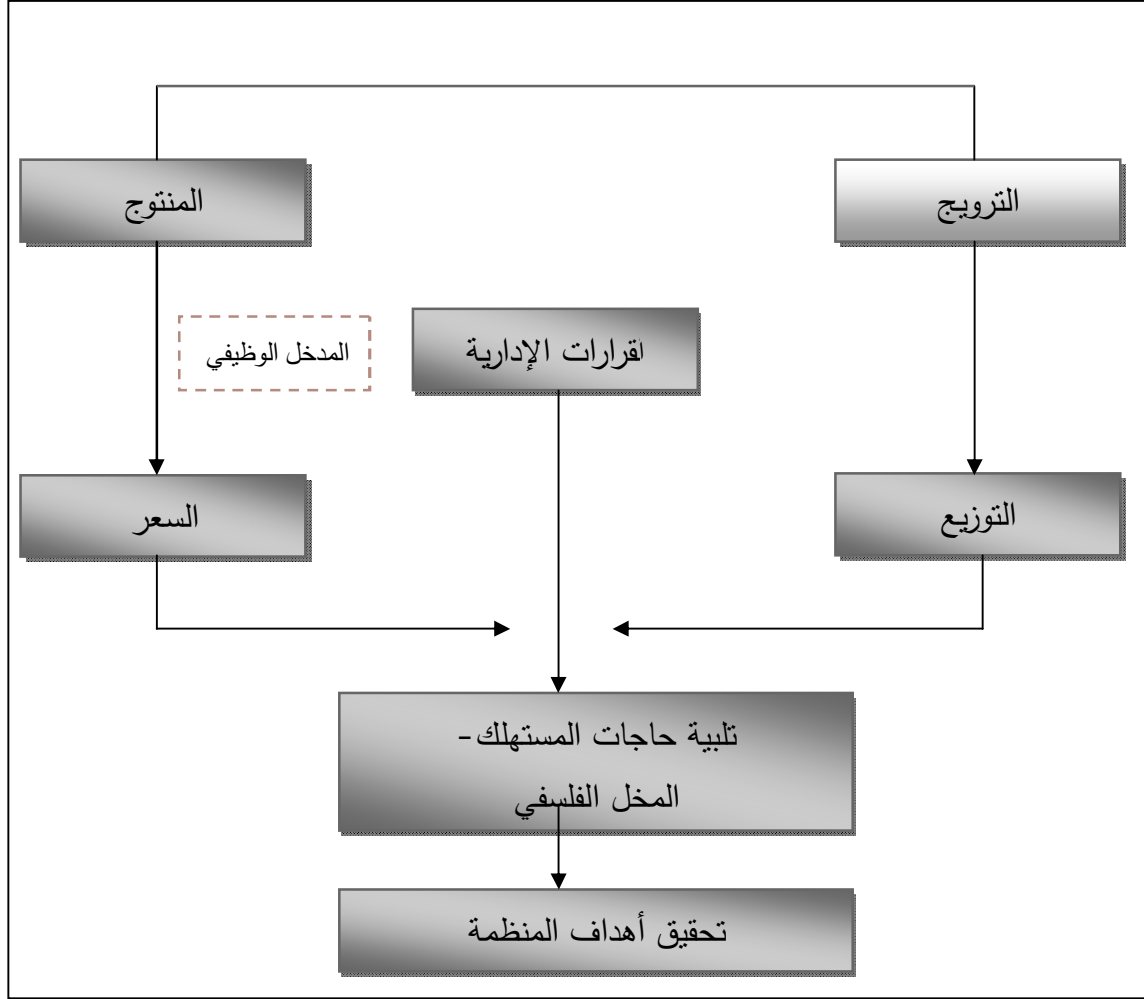 الترويج
المنتوج
اقرارات الإدارية
المدخل الوظيفي
التوزيع
السعر
تلبية حاجات المستهلك-
المخل الفلسفي
تحقيق أهداف المنظمة